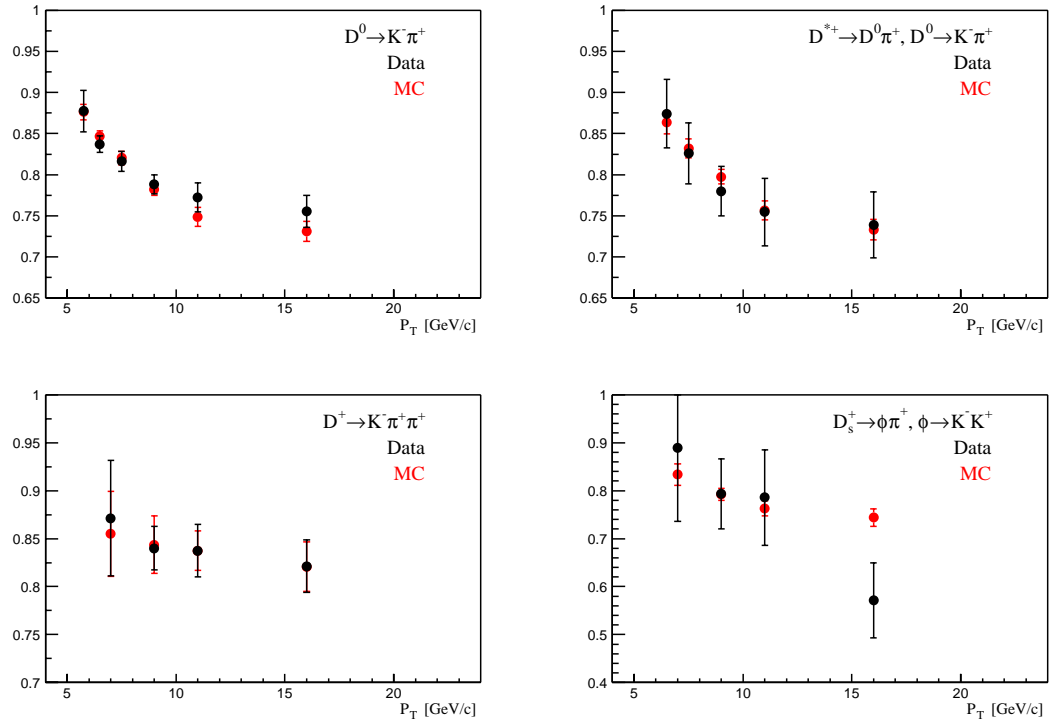 1
0.95
0.9
0.85
0.8
0.75
0.7
0.65
D⁰→K⁻π⁺
Data
MC
5 10 15 20
P_T [GeV/c]
1
0.95
0.9
0.85
0.8
0.75
0.7
0.65
D*⁺→D⁰π⁺, D⁰→K⁻π⁺
Data
MC
5 10 15 20
P_T [GeV/c]
1
0.95
0.9
0.85
0.8
0.75
0.7
D⁺→K⁻π⁺π⁺
Data
MC
5 10 15 20
P_T [GeV/c]
1
0.9
0.8
0.7
0.6
0.5
0.4
D_s⁺→φπ⁺, φ→K⁻K⁺
Data
MC
5 10 15 20
P_T [GeV/c]